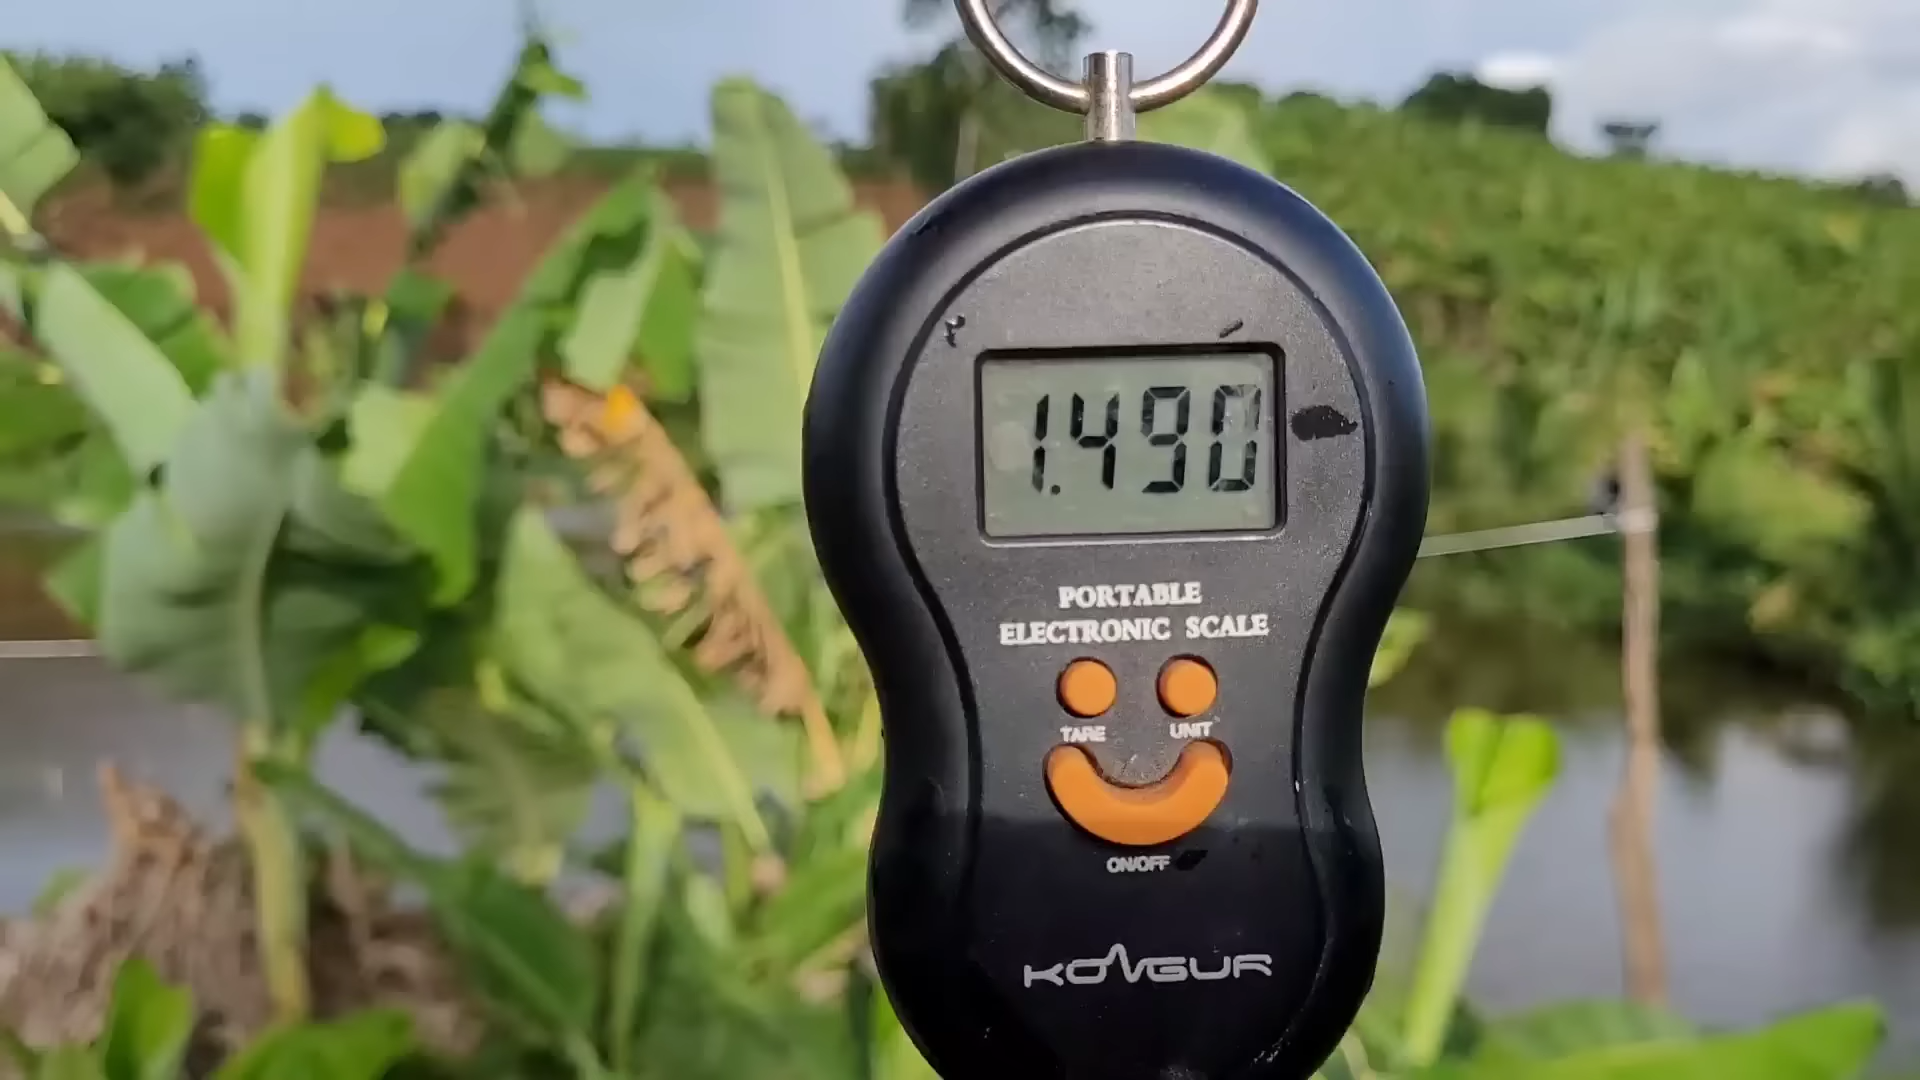 1.490
PORTABLE
ELECTRONIC SCALE
TARE UNIT
ON/OFF
KONGUR